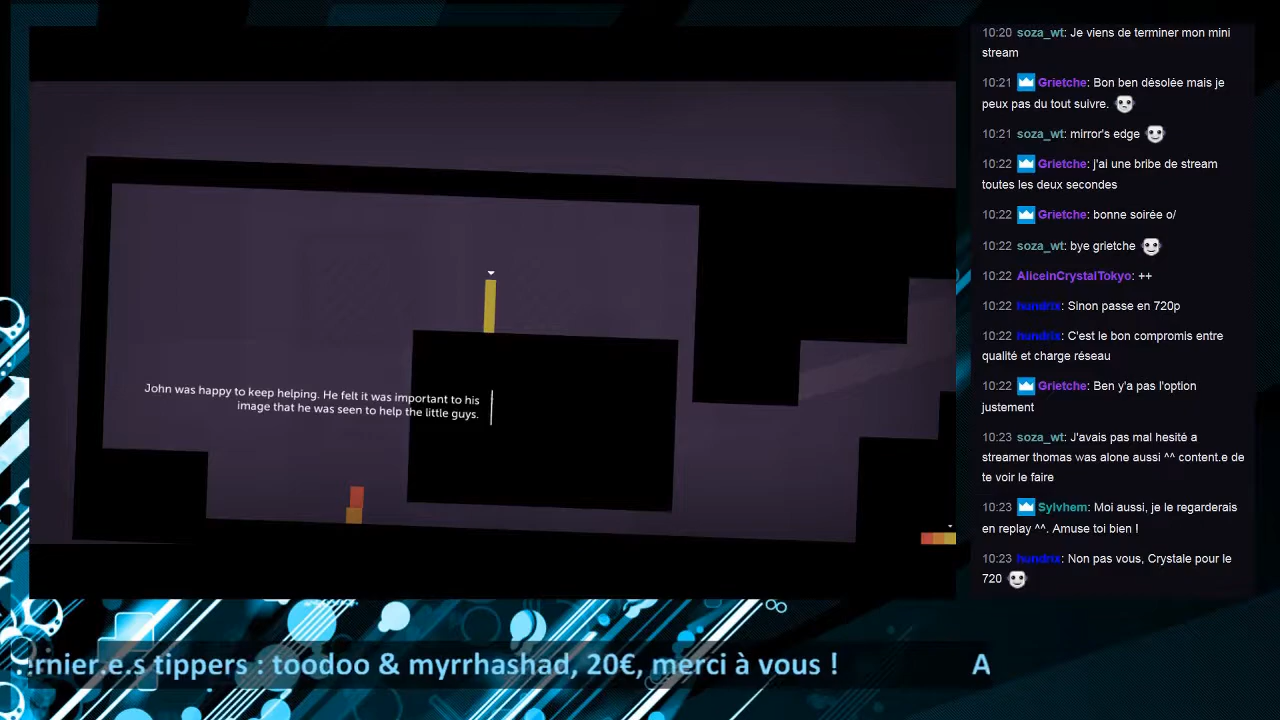 John was happy to keep helping. He felt it was important to his
image that he was seen to help the little guys.
10:20 soza_wt: Je viens de terminer mon mini
stream
10:21 Grietche: Bon ben désolée mais je
peux pas du tout suivre.
10:21 soza_wt: mirror's edge
10:22 Grietche: j'ai une bribe de stream
toutes les deux secondes
10:22 Grietche: bonne soirée o/
10:22 soza_wt: bye grietche
10:22 AliceinCrystalTokyo: ++
10:22 hundris: Sinon passe en 720p
10:22 hundris: C'est le bon compromis entre
qualité et charge réseau
10:22 Grietche: Ben y'a pas l'option
justement
10:23 soza_wt: J'avais pas mal hesité a
streamer thomas was alone aussi ^^ content.e de
te voir le faire
10:23 Sylvhem: Moi aussi, je le regarderais
en replay ^^. Amuse toi bien !
10:23 hundris: Non pas vous, Crystale pour le
720
rnier.e.s tippers : toodoo & myrrhashad, 20€, merci à vous ! A